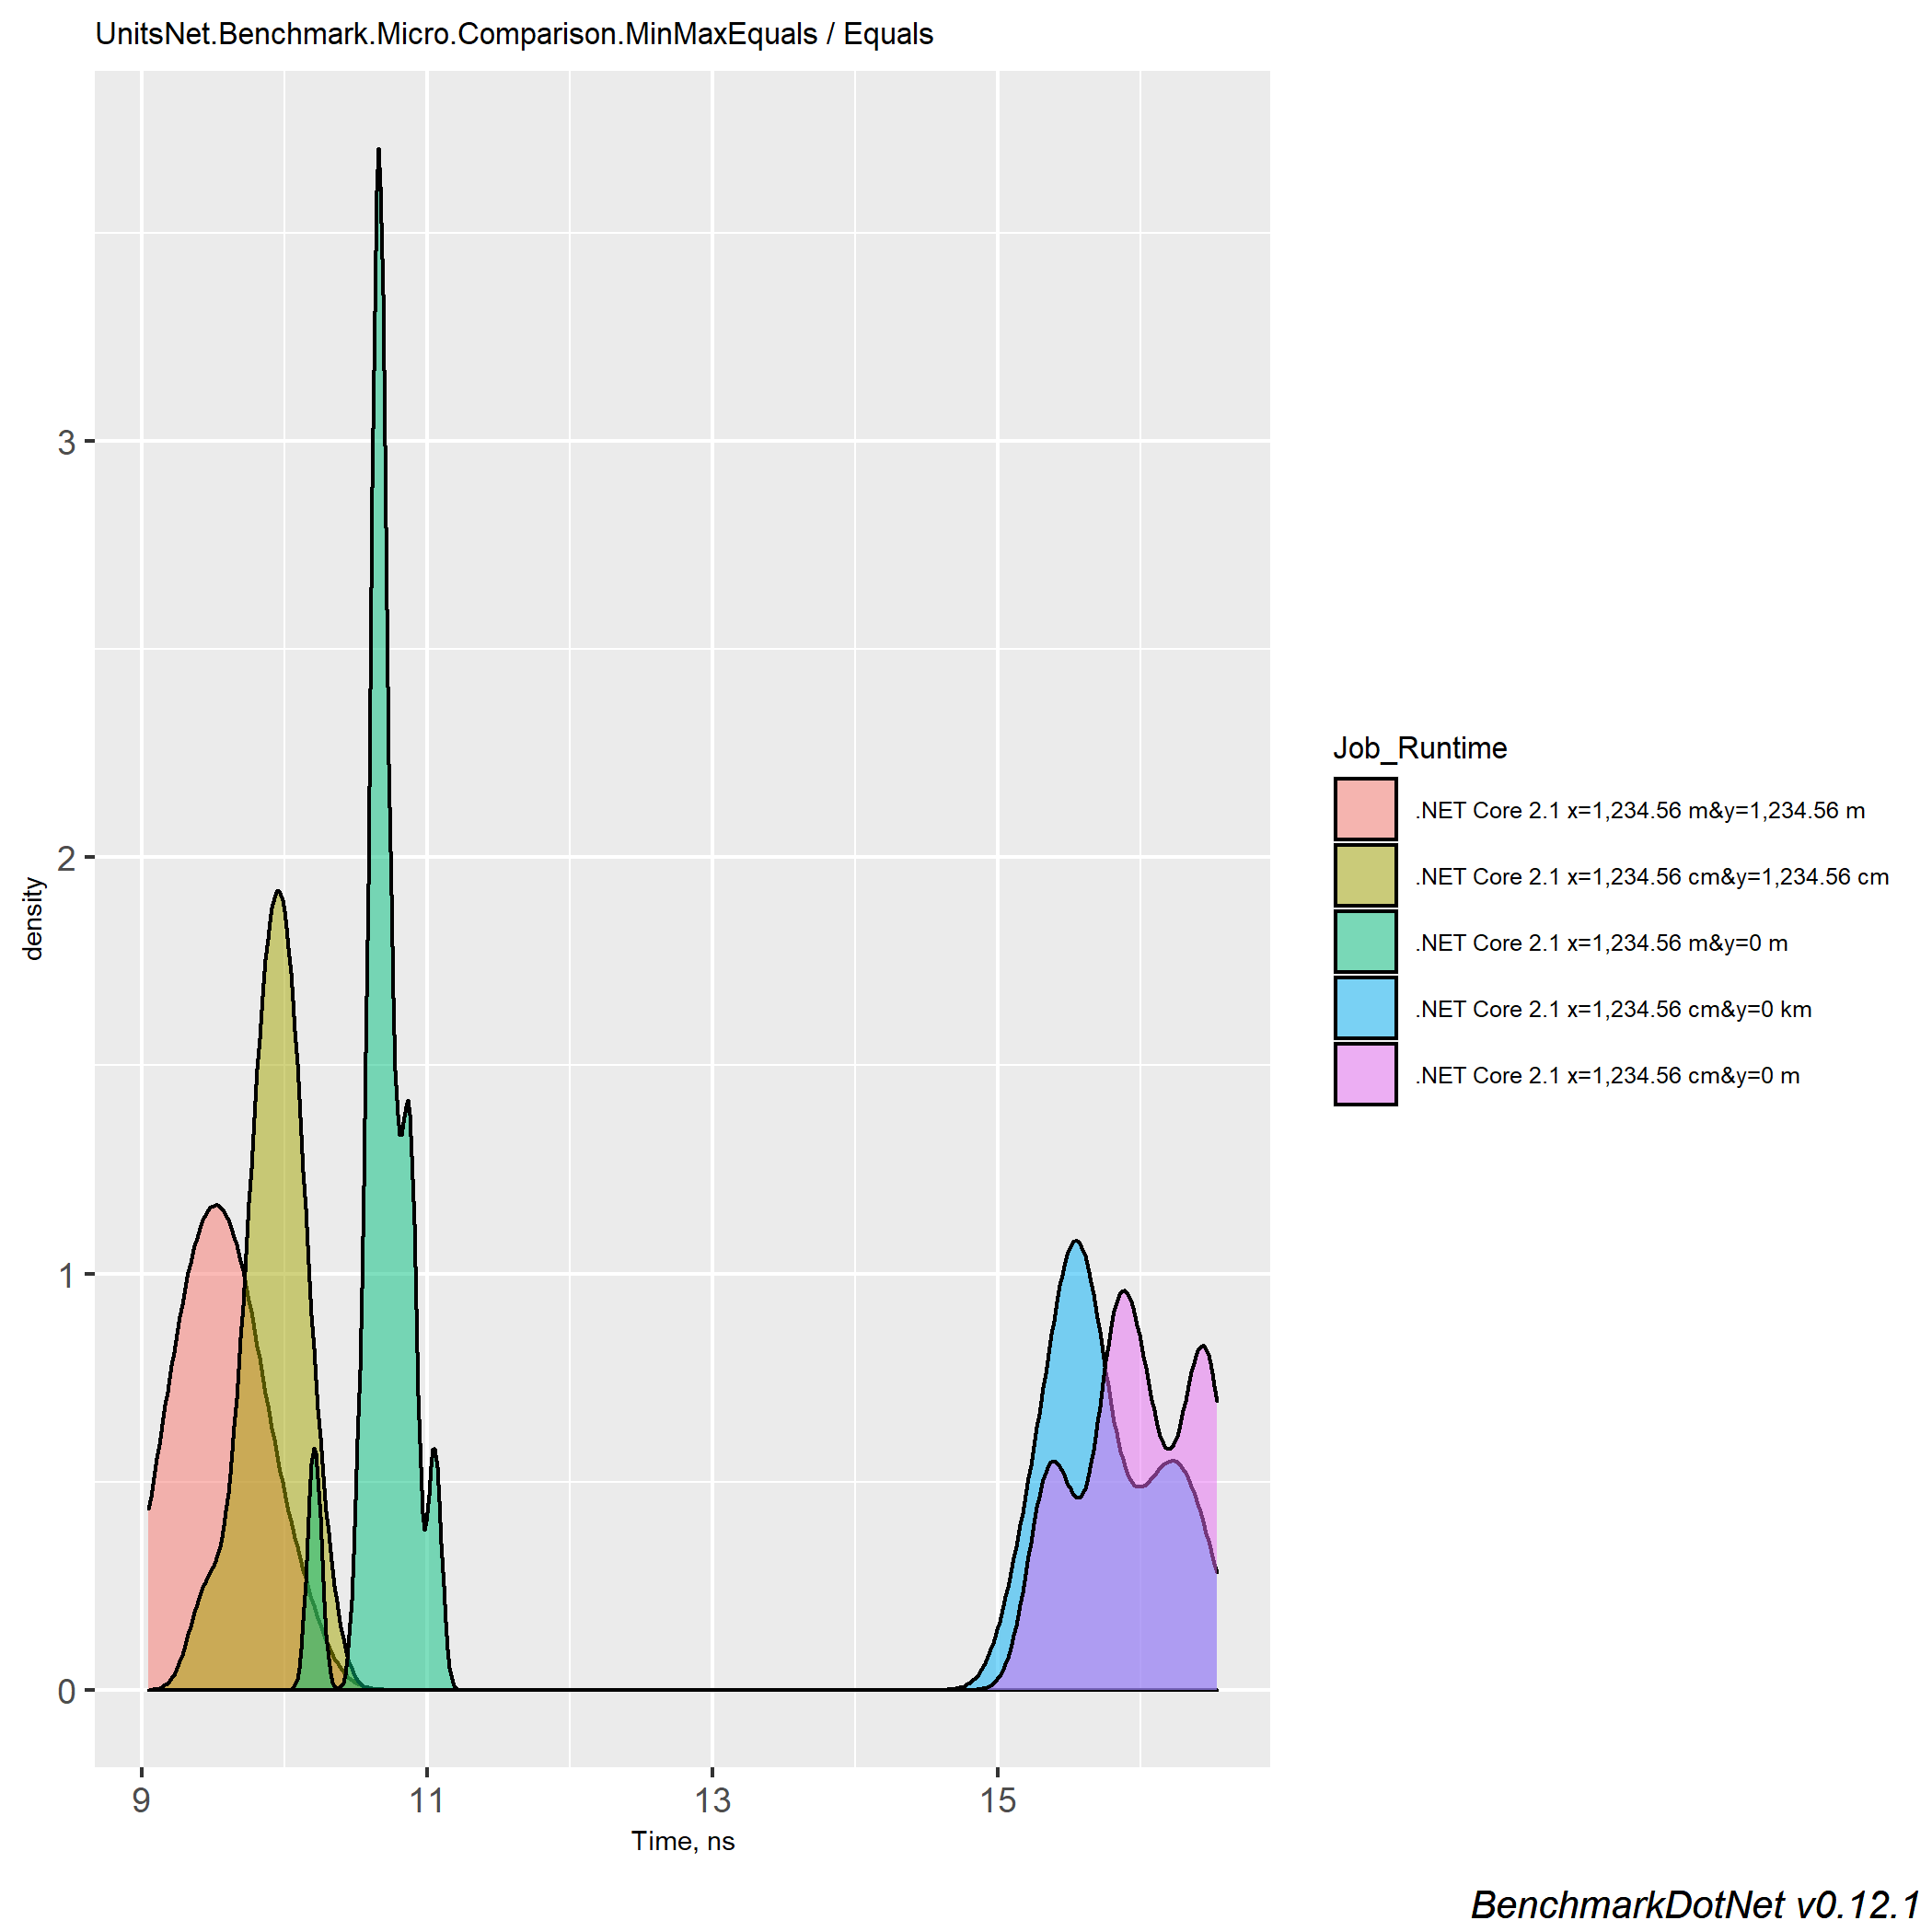 UnitsNet.Benchmark.Micro.Comparison.MinMaxEquals / Equals
3
2
1
0
density
9 11 13 15
Time, ns
Job_Runtime
.NET Core 2.1 x=1,234.56 m&y=1,234.56 m
.NET Core 2.1 x=1,234.56 cm&y=1,234.56 cm
.NET Core 2.1 x=1,234.56 m&y=0 m
.NET Core 2.1 x=1,234.56 cm&y=0 km
.NET Core 2.1 x=1,234.56 cm&y=0 m
BenchmarkDotNet v0.12.1